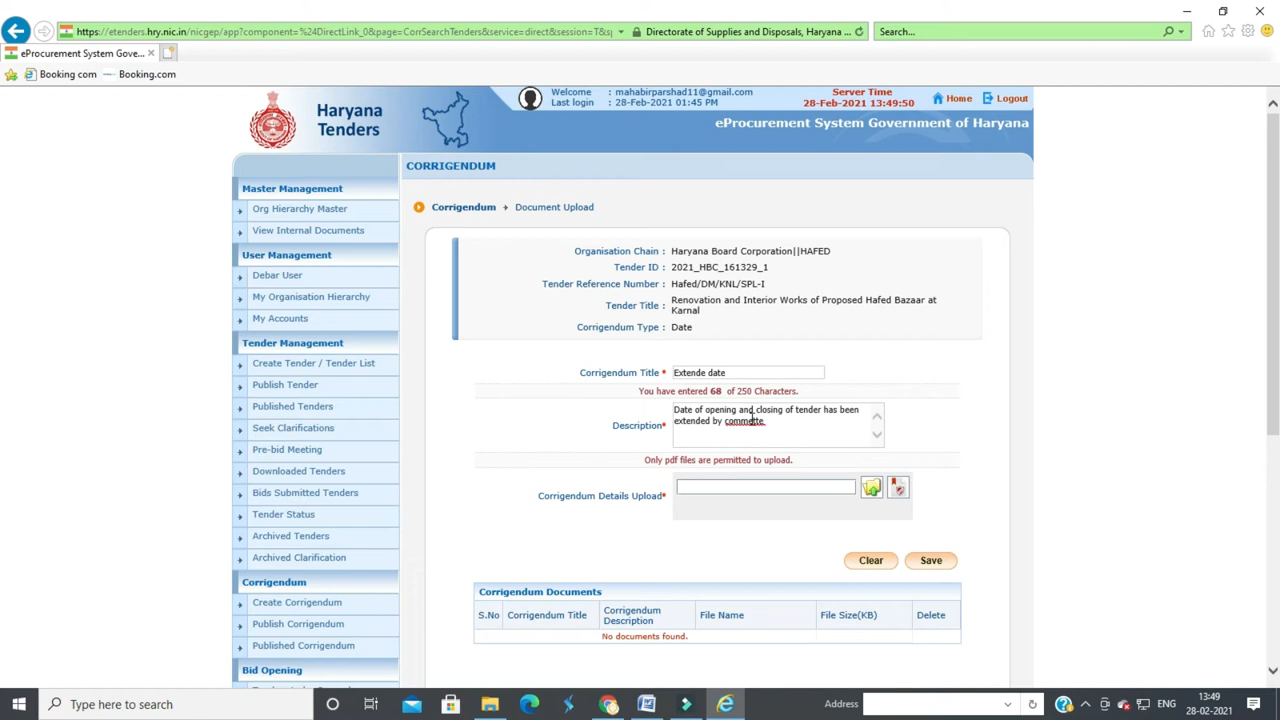 https://etenders.hry.nic.in/nicgep/app?component=%24DirectLink_0&page=CorrSearchTenders&service=direct&session=T&s
Directorate of Supplies and Disposals, Haryana ...
Search...
eProcurement System Gove...
Booking com
Booking.com
Haryana
Tenders
Welcome : mahabirparshad11@gmail.com
Last login : 28-Feb-2021 01:45 PM
Server Time
28-Feb-2021 13:49:50
Home
Logout
eProcurement System Government of Haryana
Master Management
Org Hierarchy Master
View Internal Documents
User Management
Debar User
My Organisation Hierarchy
My Accounts
Tender Management
Create Tender / Tender List
Publish Tender
Published Tenders
Seek Clarifications
Pre-bid Meeting
Downloaded Tenders
Bids Submitted Tenders
Tender Status
Archived Tenders
Archived Clarification
Corrigendum
Create Corrigendum
Publish Corrigendum
Published Corrigendum
Bid Opening
CORRIGENDUM
Corrigendum
Document Upload
Organisation Chain : Haryana Board Corporation||HAFED
Tender ID : 2021_HBC_161329_1
Tender Reference Number : Hafed/DM/KNL/SPL-I
Tender Title : Renovation and Interior Works of Proposed Hafed Bazaar at
Karnal
Corrigendum Type : Date
Corrigendum Title * Extende date
You have entered 68 of 250 Characters.
Description* Date of opening and closing of tender has been
extended by commette.
Only pdf files are permitted to upload.
Corrigendum Details Upload*
Clear
Save
Corrigendum Documents
S.No Corrigendum Title Corrigendum Description File Name File Size(KB) Delete
No documents found.
Type here to search
Address
ENG
13:49
28-02-2021